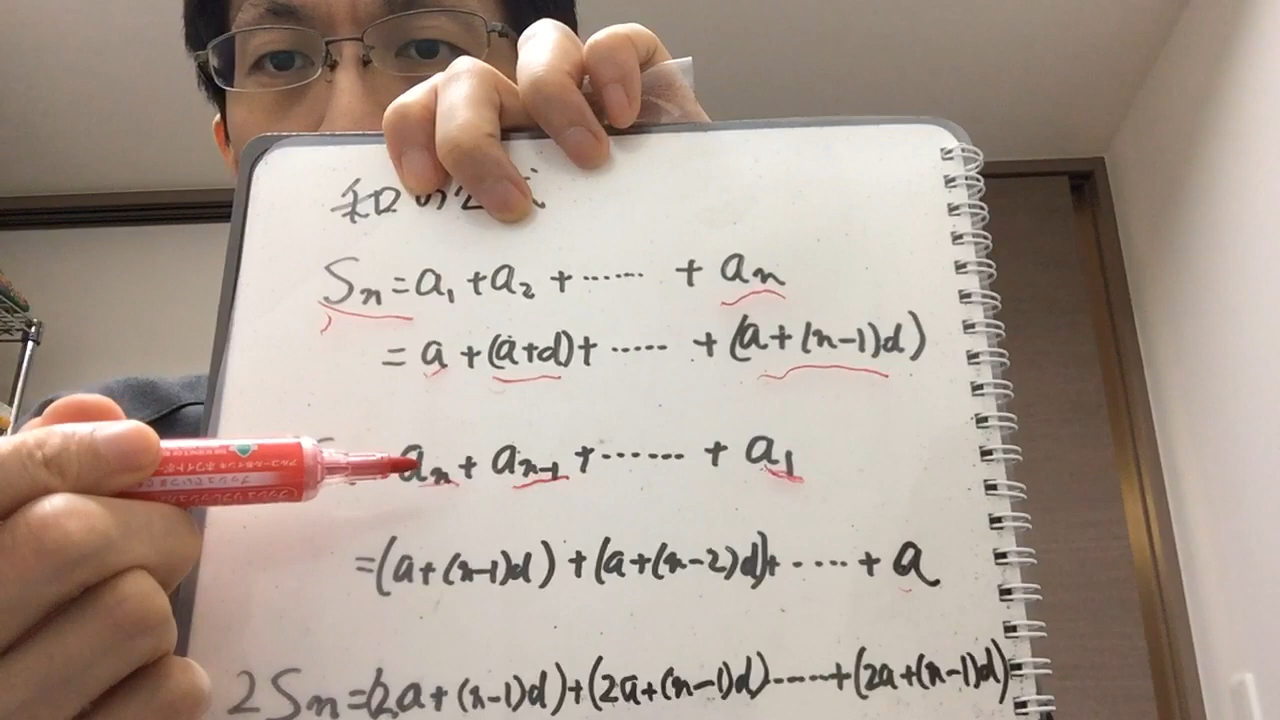 和の公式
Sn=a₁+a₂+……+an
=a+(a+d)+……+(a+(n-1)d)
an+an-1+……+a₁
=(a+(n-1)d)+(a+(n-2)d)+……+a
2Sn=(2a+(n-1)d)+(2a+(n-1)d)……+(2a+(n-1)d)